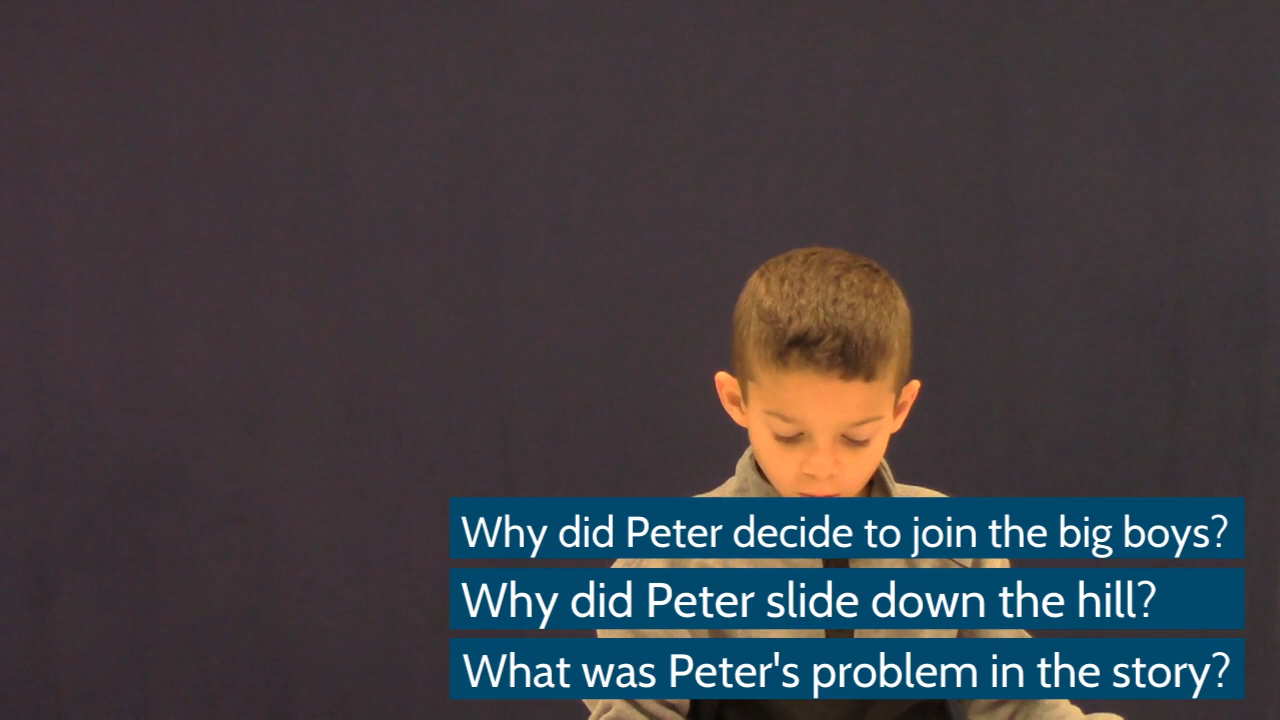 Why did Peter decide to join the big boys?
Why did Peter slide down the hill?
What was Peter's problem in the story?